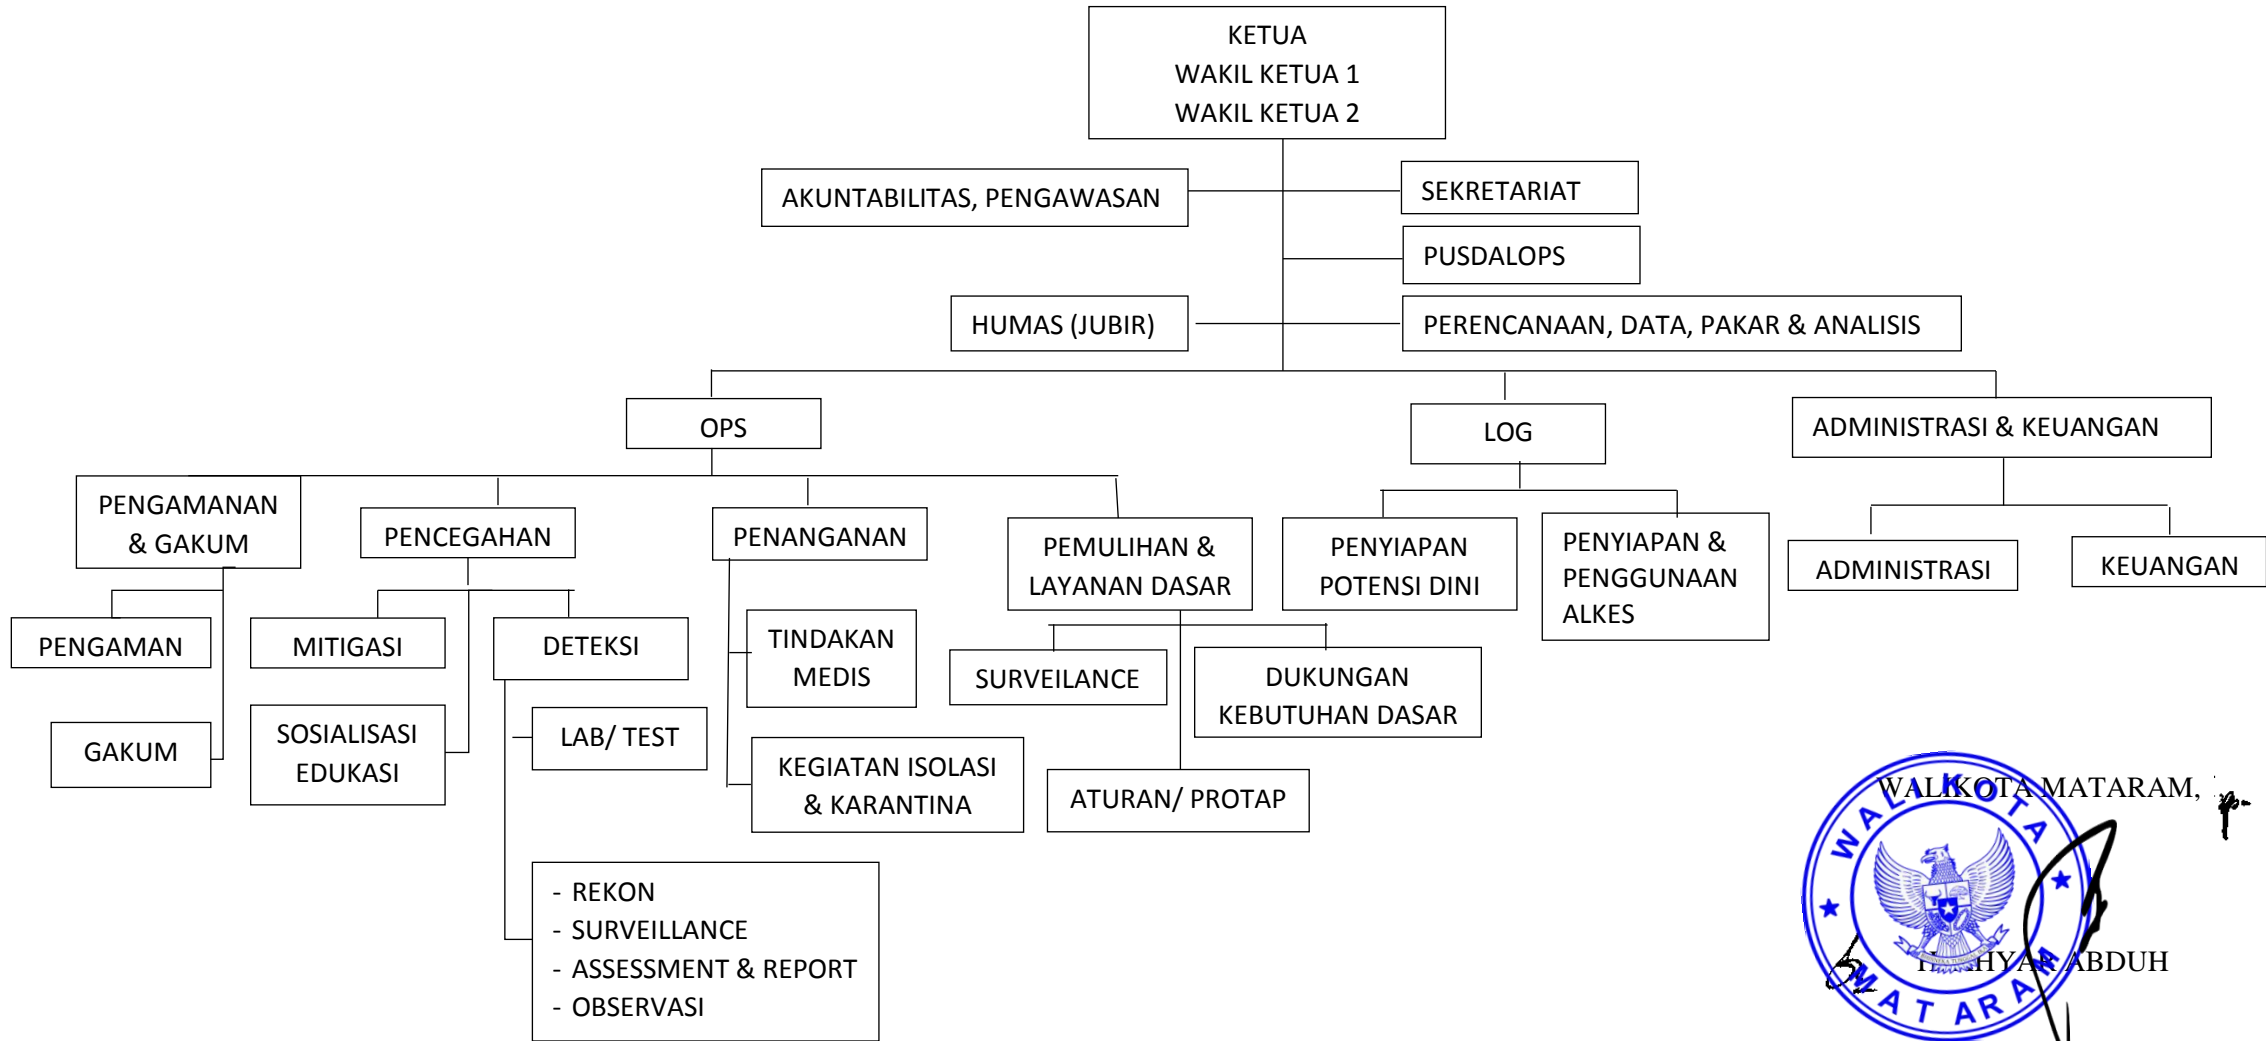 KETUA
WAKIL KETUA 1
WAKIL KETUA 2
AKUNTABILITAS, PENGAWASAN
SEKRETARIAT
PUSDALOPS
HUMAS (JUBIR)
PERENCANAAN, DATA, PAKAR & ANALISIS
OPS
LOG
ADMINISTRASI & KEUANGAN
PENGAMANAN
& GAKUM
PENCEGAHAN
PENANGANAN
PEMULIHAN &
LAYANAN DASAR
PENYIAPAN
POTENSI DINI
PENYIAPAN &
PENGGUNAAN
ALKES
ADMINISTRASI
KEUANGAN
PENGAMAN
MITIGASI
DETEKSI
TINDAKAN
MEDIS
SURVEILANCE
DUKUNGAN
KEBUTUHAN DASAR
GAKUM
SOSIALISASI
EDUKASI
LAB/ TEST
KEGIATAN ISOLASI
& KARANTINA
ATURAN/ PROTAP
- REKON
- SURVEILLANCE
- ASSESSMENT & REPORT
- OBSERVASI
WALIKOTA MATARAM,
WALIKOTA
MATARAM
ABDUH